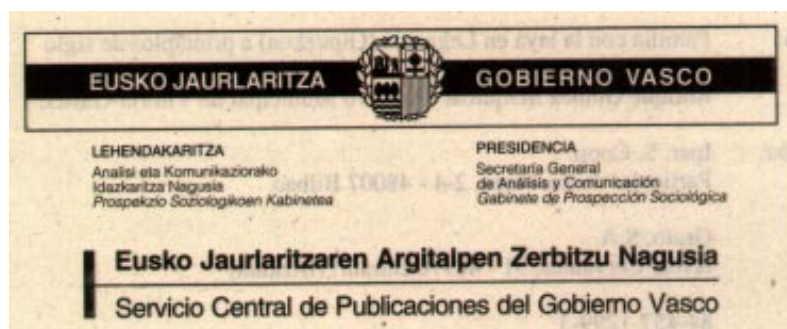 EUSKO JAURLARITZA
GOBIERNO VASCO
LEHENDAKARITZA
Analisi eta Komunikaziorako
Idazkaritza Nagusia
Prospekzio Soziologikoen Kabinetea
PRESIDENCIA
Secretaría General
de Análisis y Comunicación
Gabinete de Prospección Sociológica
Eusko Jaurlaritzaren Argitalpen Zerbitzu Nagusia
Servicio Central de Publicaciones del Gobierno Vasco